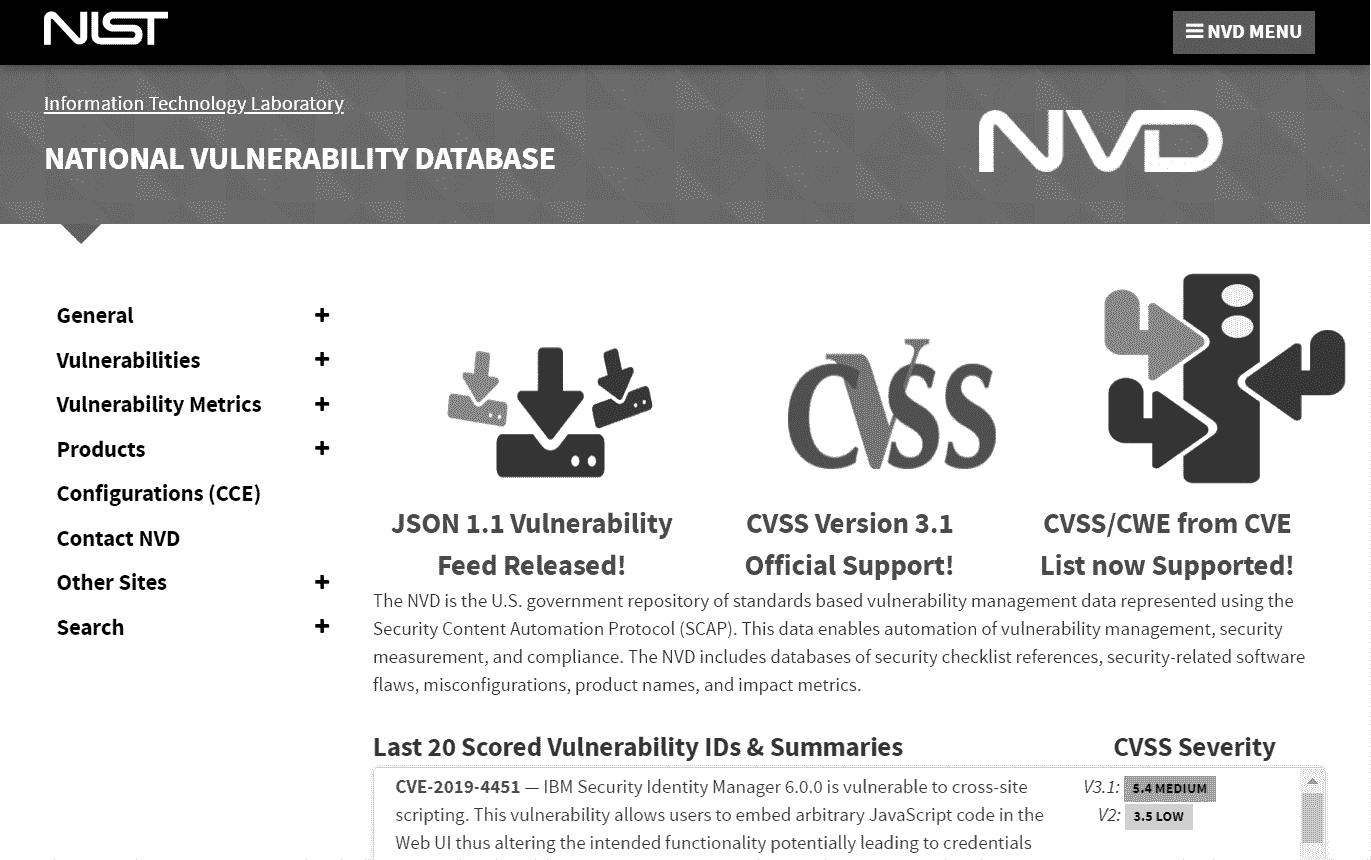 NIST
NVD MENU
Information Technology Laboratory
NATIONAL VULNERABILITY DATABASE
NVD
General +
Vulnerabilities +
Vulnerability Metrics +
Products +
Configurations (CCE)
Contact NVD
Other Sites +
Search +
CVSS
JSON 1.1 Vulnerability
Feed Released!
CVSS Version 3.1
Official Support!
CVSS/CWE from CVE
List now Supported!
The NVD is the U.S. government repository of standards based vulnerability management data represented using the
Security Content Automation Protocol (SCAP). This data enables automation of vulnerability management, security
measurement, and compliance. The NVD includes databases of security checklist references, security-related software
flaws, misconfigurations, product names, and impact metrics.
Last 20 Scored Vulnerability IDs & Summaries
CVSS Severity
CVE-2019-4451 — IBM Security Identity Manager 6.0.0 is vulnerable to cross-site
scripting. This vulnerability allows users to embed arbitrary JavaScript code in the
Web UI thus altering the intended functionality potentially leading to credentials
V3.1: 5.4 MEDIUM
V2: 3.5 LOW